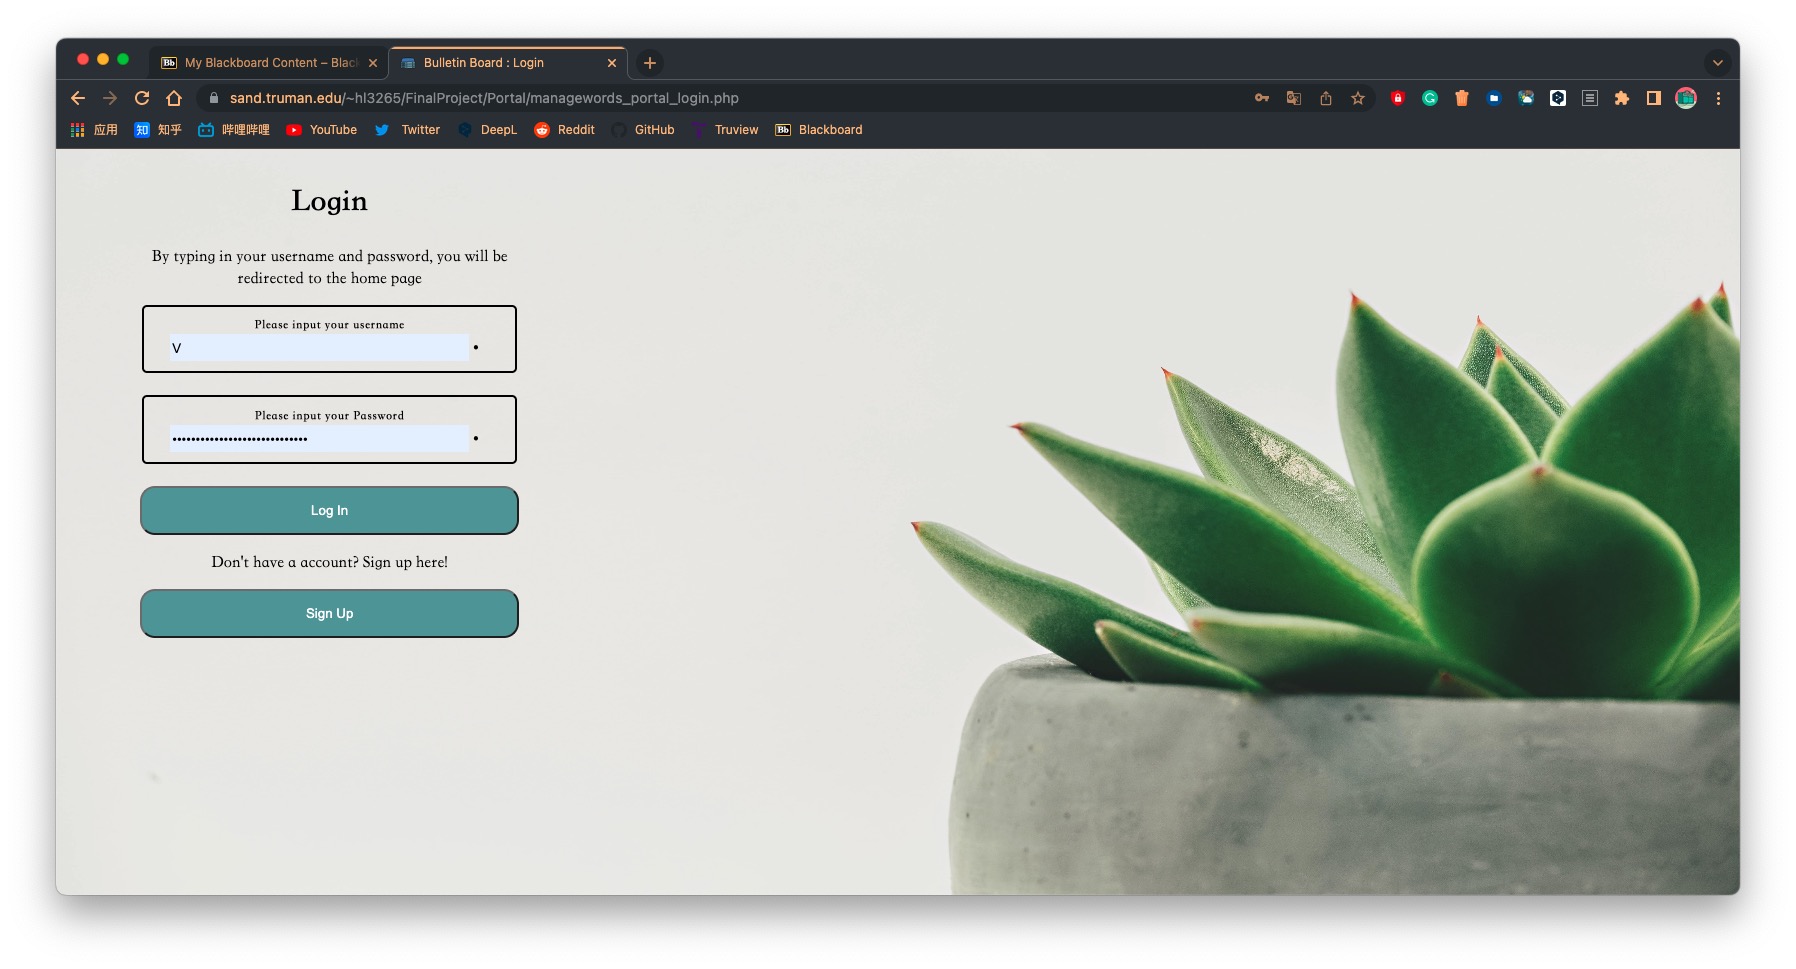 Bb My Blackboard Content – Blac
Bulletin Board : Login
sand.truman.edu/~hl3265/FinalProject/Portal/managewords_portal_login.php
应用 知 知乎 哔哩哔哩 YouTube Twitter DeepL Reddit GitHub Truview Bb Blackboard
Login
By typing in your username and password, you will be
redirected to the home page
Please input your username
V
Please input your Password
Log In
Don't have a account? Sign up here!
Sign Up